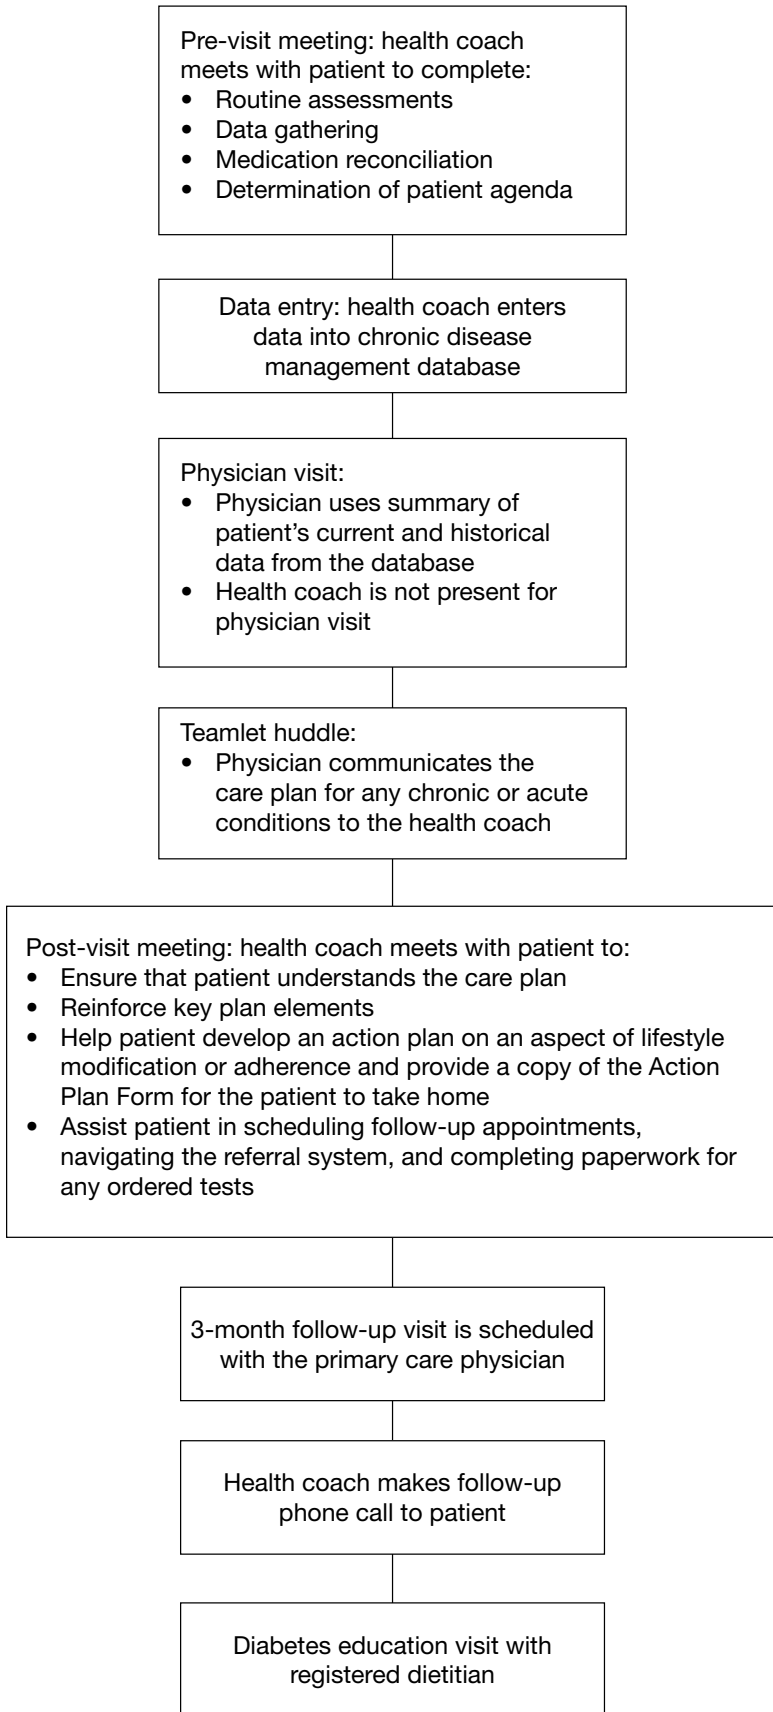 Pre-visit meeting: health coach
meets with patient to complete:
• Routine assessments
• Data gathering
• Medication reconciliation
• Determination of patient agenda
Data entry: health coach enters
data into chronic disease
management database
Physician visit:
• Physician uses summary of
patient’s current and historical
data from the database
• Health coach is not present for
physician visit
Teamlet huddle:
• Physician communicates the
care plan for any chronic or acute
conditions to the health coach
Post-visit meeting: health coach meets with patient to:
• Ensure that patient understands the care plan
• Reinforce key plan elements
• Help patient develop an action plan on an aspect of lifestyle
modification or adherence and provide a copy of the Action
Plan Form for the patient to take home
• Assist patient in scheduling follow-up appointments,
navigating the referral system, and completing paperwork for
any ordered tests
3-month follow-up visit is scheduled
with the primary care physician
Health coach makes follow-up
phone call to patient
Diabetes education visit with
registered dietitian